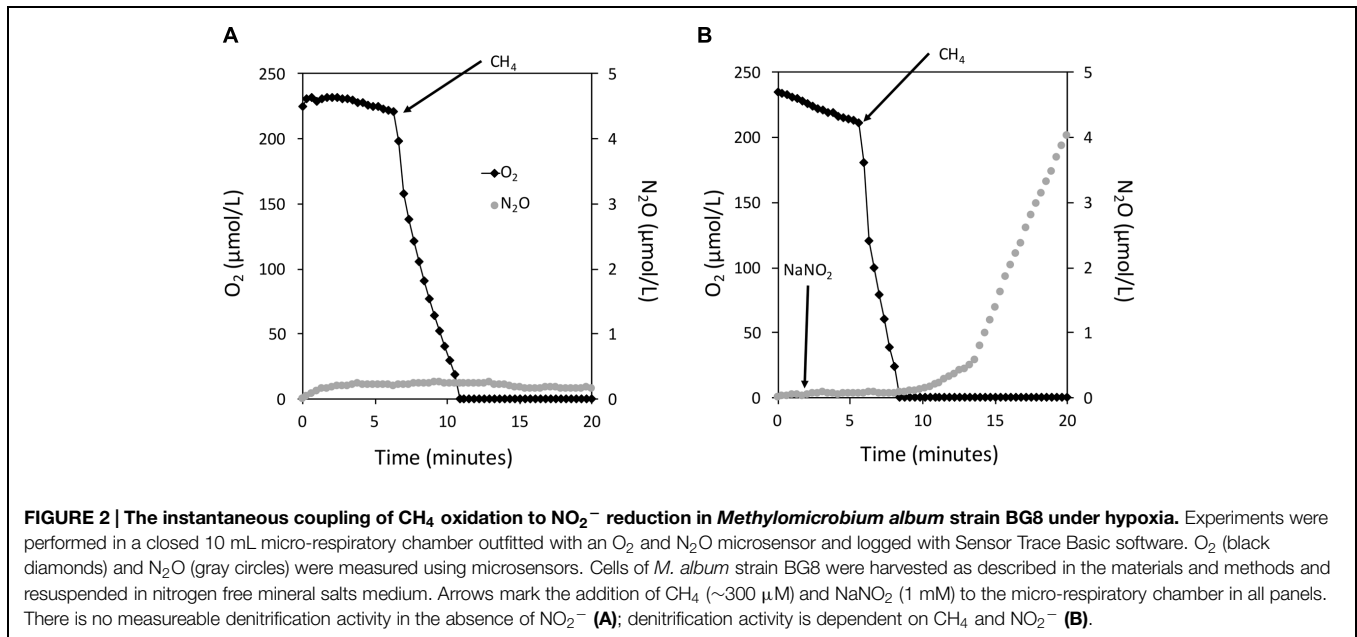 A
CH4
250
200
150
100
50
0
5
4
3
2
1
0
O2
N2O
O2 (µmol/L)
N2O (µmol/L)
0 5 10 15 20
Time (minutes)
B
CH4
250
200
150
100
50
0
5
4
3
2
1
0
NaNO2
O2 (µmol/L)
N2O (µmol/L)
0 5 10 15 20
Time (minutes)
FIGURE 2 | The instantaneous coupling of CH4 oxidation to NO2− reduction in Methylomicrobium album strain BG8 under hypoxia. Experiments were
performed in a closed 10 mL micro-respiratory chamber outfitted with an O2 and N2O microsensor and logged with Sensor Trace Basic software. O2 (black
diamonds) and N2O (gray circles) were measured using microsensors. Cells of M. album strain BG8 were harvested as described in the materials and methods and
resuspended in nitrogen free mineral salts medium. Arrows mark the addition of CH4 (∼300 µM) and NaNO2 (1 mM) to the micro-respiratory chamber in all panels.
There is no measureable denitrification activity in the absence of NO2− (A); denitrification activity is dependent on CH4 and NO2− (B).